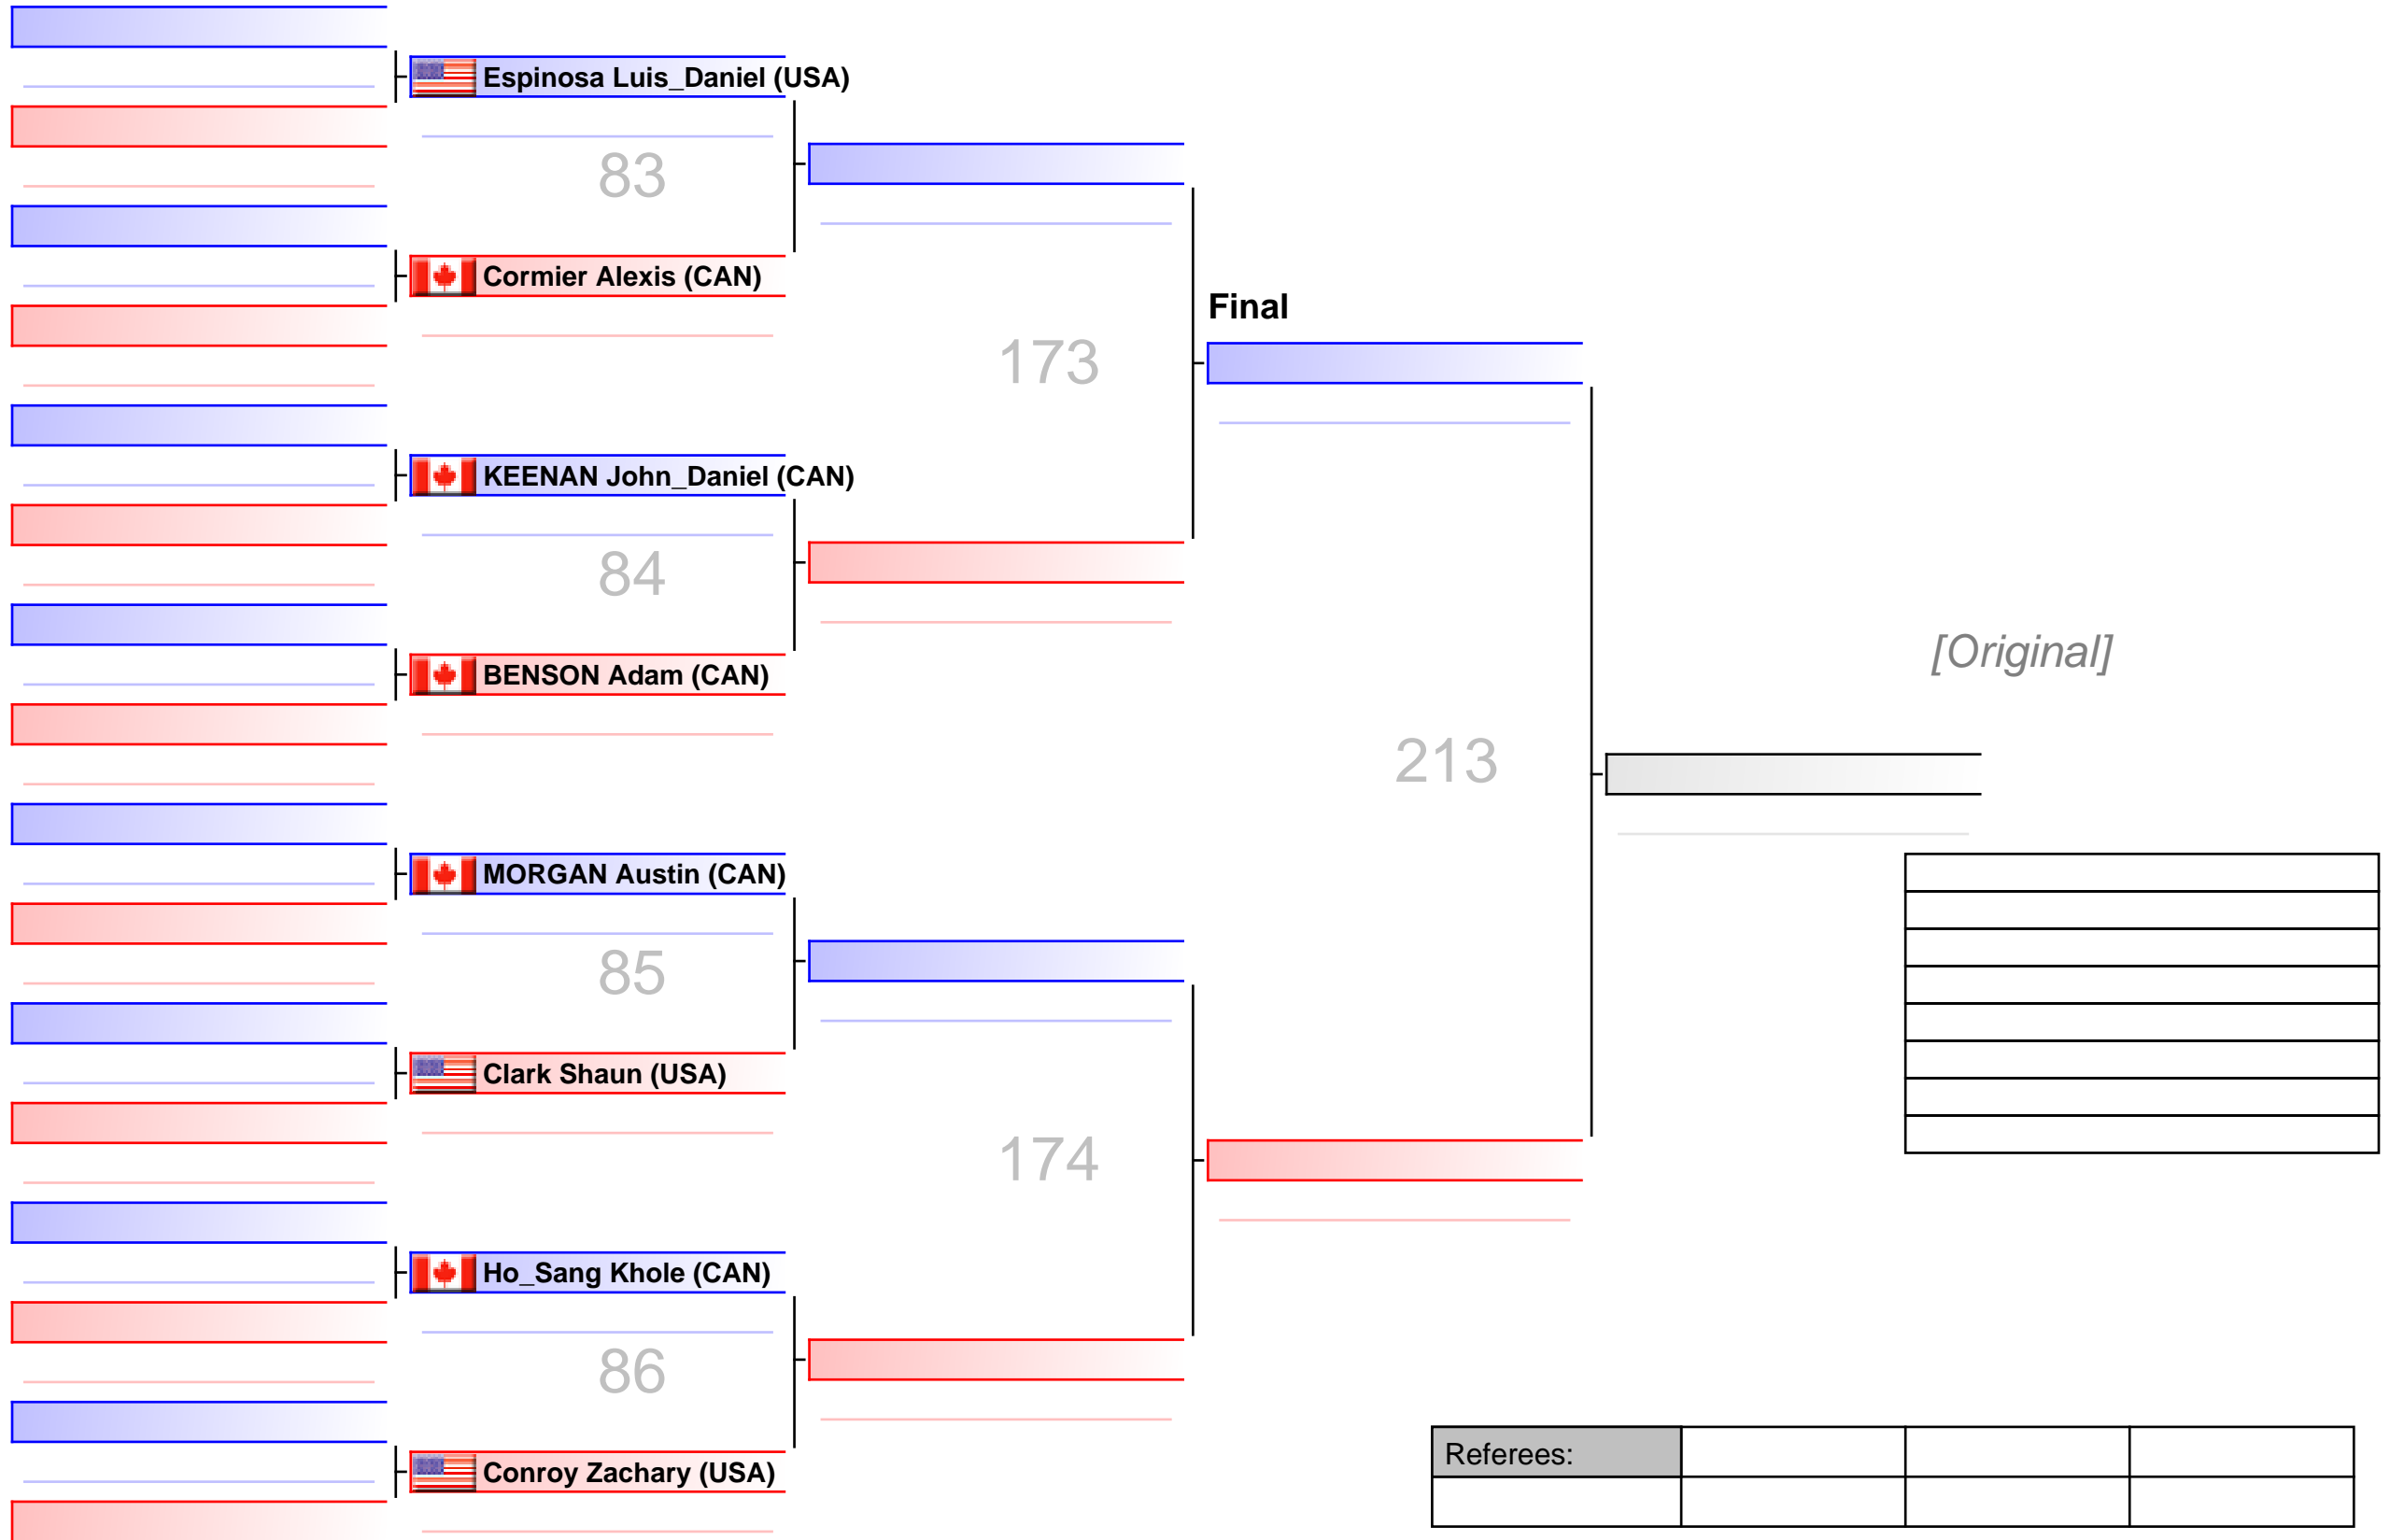 Espinosa Luis_Daniel (USA)
83
Cormier Alexis (CAN)
Final
173
KEENAN John_Daniel (CAN)
84
BENSON Adam (CAN)
[Original]
213
MORGAN Austin (CAN)
85
Clark Shaun (USA)
174
Ho_Sang Khole (CAN)
86
Conroy Zachary (USA)
Referees: